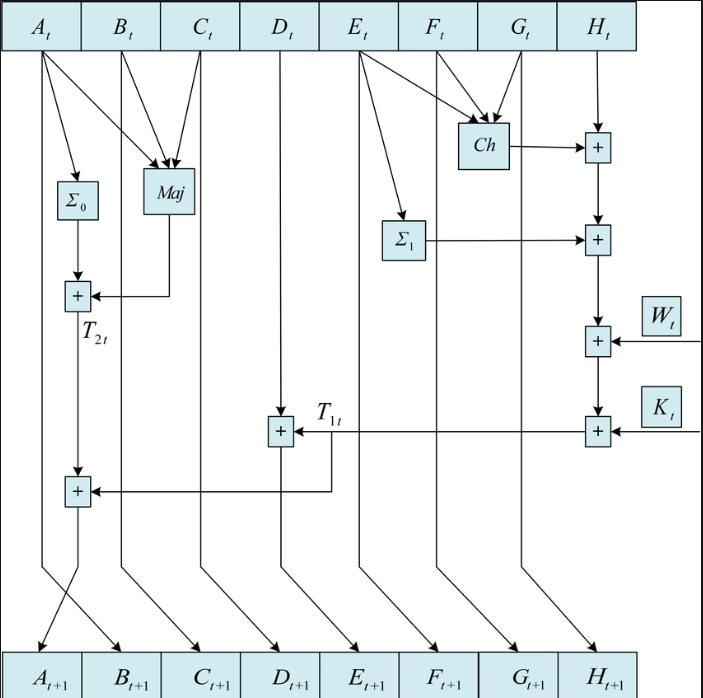 A_t B_t C_t D_t E_t F_t G_t H_t
Ch +
Σ_0 Maj
Σ_1 +
+
T_2t
W_t
+
K_t
T_1t
+ +
+
A_t+1 B_t+1 C_t+1 D_t+1 E_t+1 F_t+1 G_t+1 H_t+1